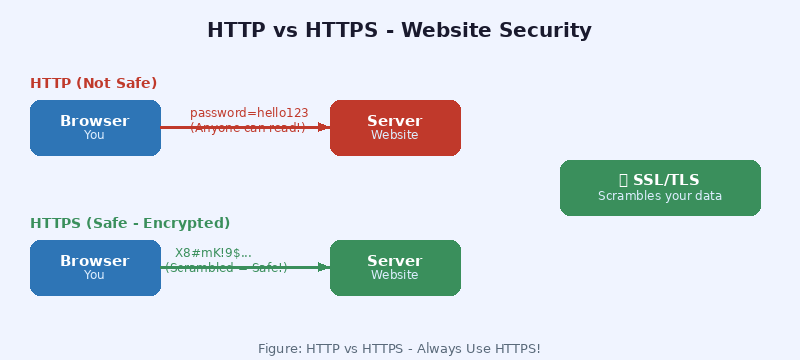 HTTP vs HTTPS - Website Security
HTTP (Not Safe)
Browser
You
password=hello123
(Anyone can read!)
Server
Website
SSL/TLS
Scrambles your data
HTTPS (Safe - Encrypted)
Browser
You
X8#mK!9$...
(Scrambled = Safe!)
Server
Website
Figure: HTTP vs HTTPS - Always Use HTTPS!